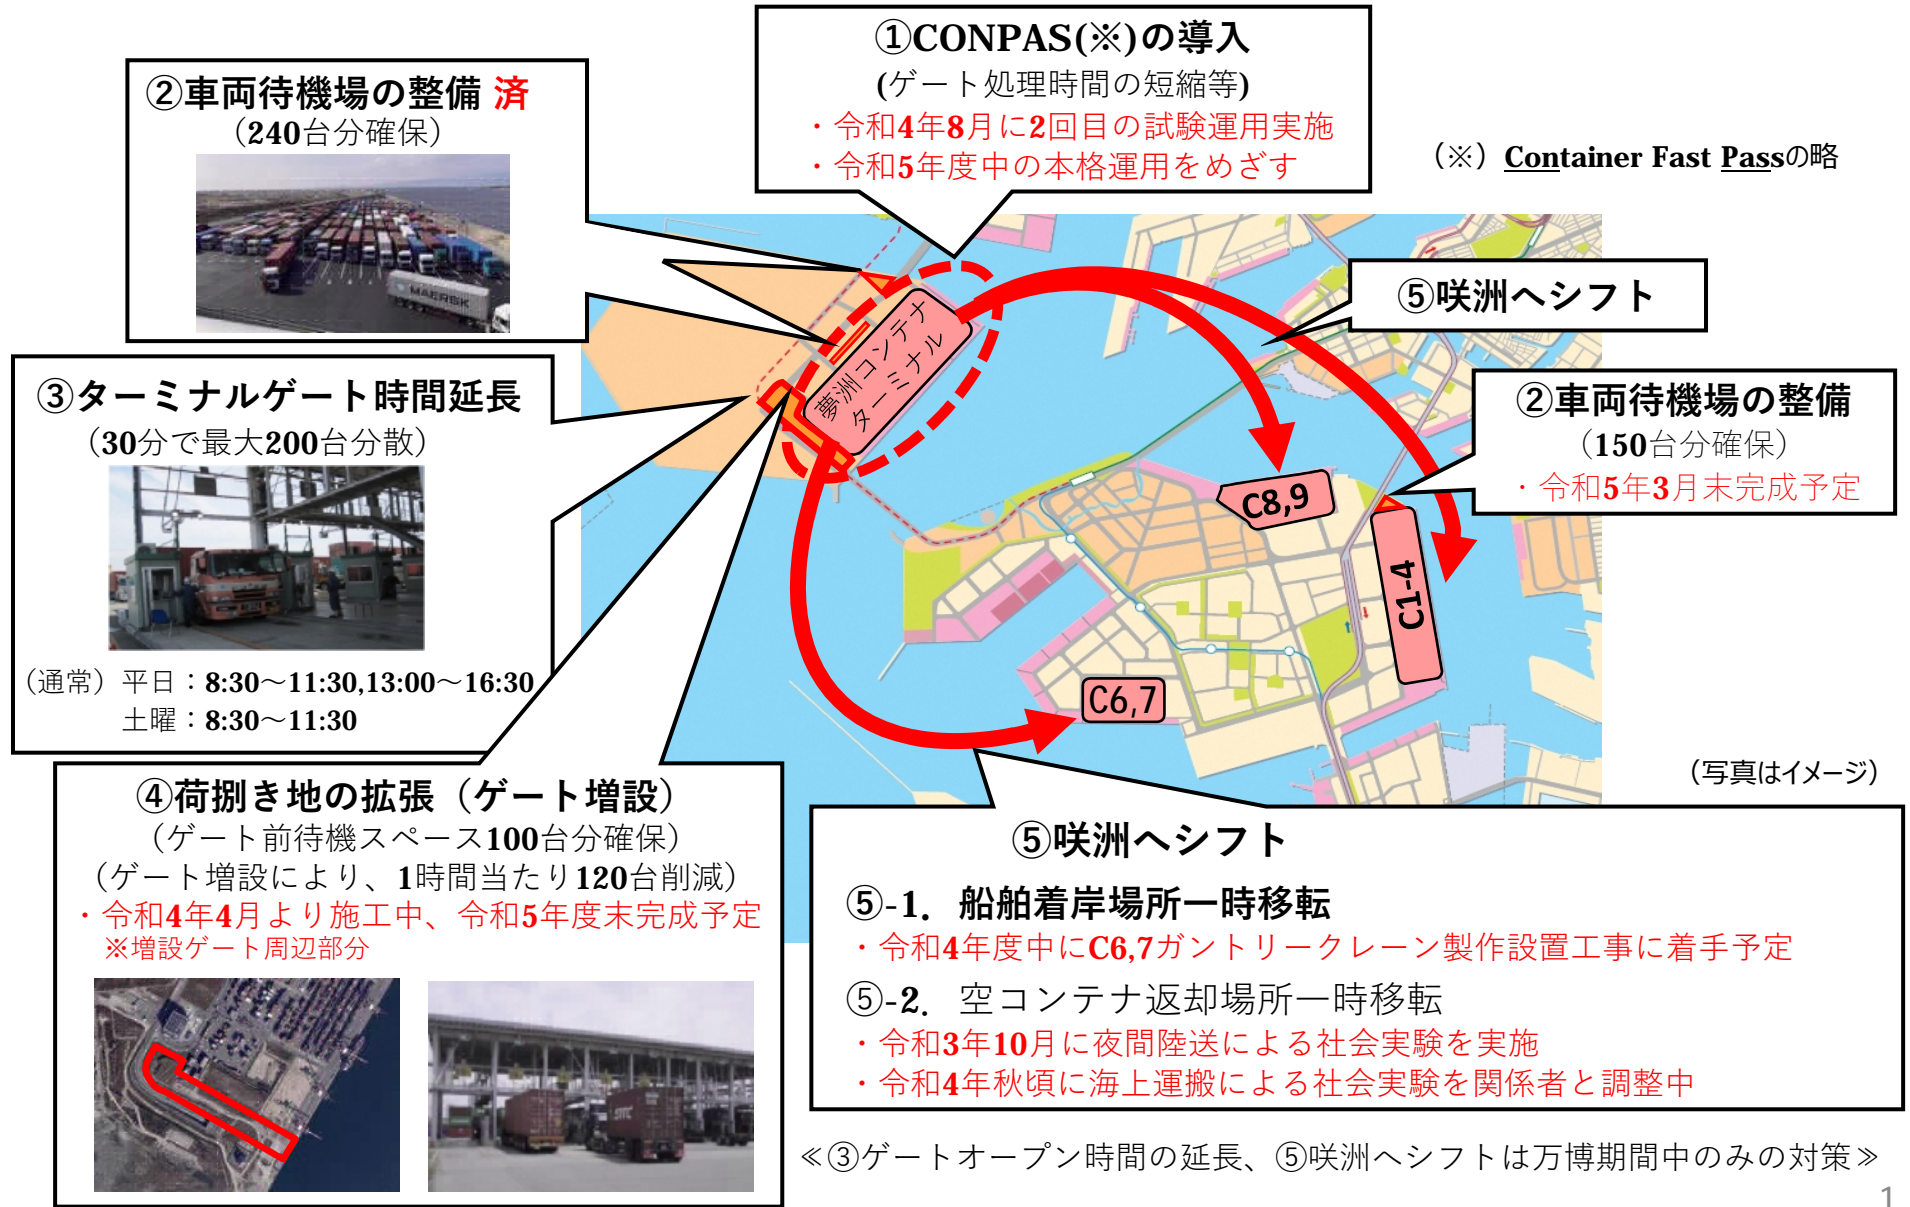 ①CONPAS(※)の導入
(ゲート処理時間の短縮等)
・令和4年8月に2回目の試験運用実施
・令和5年度中の本格運用をめざす
（※）Container Fast Passの略
②車両待機場の整備 済
（240台分確保）
MAERSK
⑤咲洲へシフト
夢洲コンテナ
ターミナル
③ターミナルゲート時間延長
（30分で最大200台分散）
（通常）平日：8:30～11:30,13:00～16:30
土曜：8:30～11:30
②車両待機場の整備
（150台分確保）
・令和5年3月末完成予定
C8,9
C1-4
C6,7
（写真はイメージ）
④荷捌き地の拡張（ゲート増設）
（ゲート前待機スペース100台分確保）
（ゲート増設により、1時間当たり120台削減）
・令和4年4月より施工中、令和5年度末完成予定
※増設ゲート周辺部分
⑤咲洲へシフト
⑤-1．船舶着岸場所一時移転
・令和4年度中にC6,7ガントリークレーン製作設置工事に着手予定
⑤-2．空コンテナ返却場所一時移転
・令和3年10月に夜間陸送による社会実験を実施
・令和4年秋頃に海上運搬による社会実験を関係者と調整中
≪③ゲートオープン時間の延長、⑤咲洲へシフトは万博期間中のみの対策≫
1